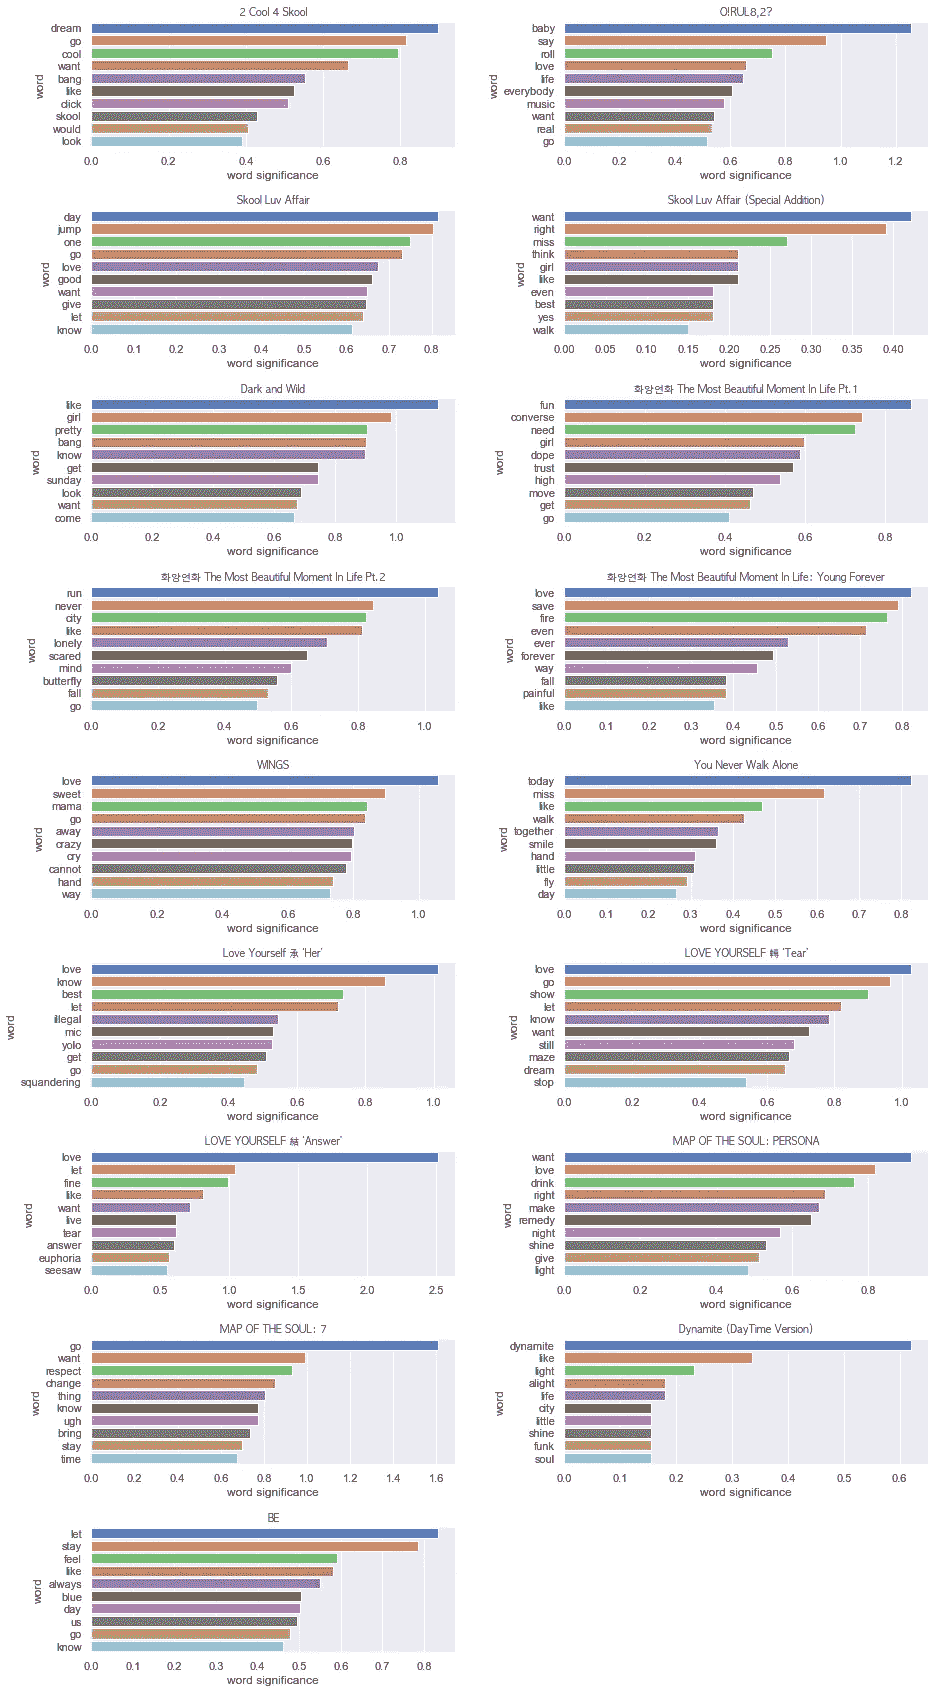 2 Cool 4 Skool
word
dream
go
cool
want
bang
like
click
skool
would
look
0.0 0.2 0.4 0.6 0.8
word significance
O!RUL8,2?
word
baby
say
roll
love
life
everybody
music
want
real
go
0.0 0.2 0.4 0.6 0.8 1.0 1.2
word significance
Skool Luv Affair
word
day
jump
one
go
love
good
want
give
let
know
0.0 0.1 0.2 0.3 0.4 0.5 0.6 0.7 0.8
word significance
Skool Luv Affair (Special Addition)
word
want
right
miss
think
girl
like
even
best
yes
walk
0.00 0.05 0.10 0.15 0.20 0.25 0.30 0.35 0.40
word significance
Dark and Wild
word
like
girl
pretty
bang
know
get
sunday
look
want
come
0.0 0.2 0.4 0.6 0.8 1.0
word significance
화양연화 The Most Beautiful Moment In Life Pt.1
word
fun
converse
need
girl
dope
trust
high
move
get
go
0.0 0.2 0.4 0.6 0.8
word significance
화양연화 The Most Beautiful Moment In Life Pt.2
word
run
never
city
like
lonely
scared
mind
butterfly
fall
go
0.0 0.2 0.4 0.6 0.8 1.0
word significance
화양연화 The Most Beautiful Moment In Life: Young Forever
word
love
save
fire
even
ever
forever
way
fall
painful
like
0.0 0.1 0.2 0.3 0.4 0.5 0.6 0.7 0.8
word significance
WINGS
word
love
sweet
mama
go
away
crazy
cry
cannot
hand
way
0.0 0.2 0.4 0.6 0.8 1.0
word significance
You Never Walk Alone
word
today
miss
like
walk
together
smile
hand
little
fly
day
0.0 0.1 0.2 0.3 0.4 0.5 0.6 0.7 0.8
word significance
Love Yourself 承 'Her'
word
love
know
best
let
illegal
mic
yolo
get
go
squandering
0.0 0.2 0.4 0.6 0.8 1.0
word significance
LOVE YOURSELF 轉 'Tear'
word
love
go
show
let
know
want
still
maze
dream
stop
0.0 0.2 0.4 0.6 0.8 1.0
word significance
LOVE YOURSELF 結 'Answer'
word
love
let
fine
like
want
live
tear
answer
euphoria
seesaw
0.0 0.5 1.0 1.5 2.0 2.5
word significance
MAP OF THE SOUL: PERSONA
word
want
love
drink
right
make
remedy
night
shine
give
light
0.0 0.2 0.4 0.6 0.8
word significance
MAP OF THE SOUL: 7
word
go
want
respect
change
thing
know
ugh
bring
stay
time
0.0 0.2 0.4 0.6 0.8 1.0 1.2 1.4 1.6
word significance
Dynamite (DayTime Version)
word
dynamite
like
light
alight
life
city
little
shine
funk
soul
0.0 0.1 0.2 0.3 0.4 0.5 0.6
word significance
BE
word
let
stay
feel
like
always
blue
day
us
go
know
0.0 0.1 0.2 0.3 0.4 0.5 0.6 0.7 0.8
word significance